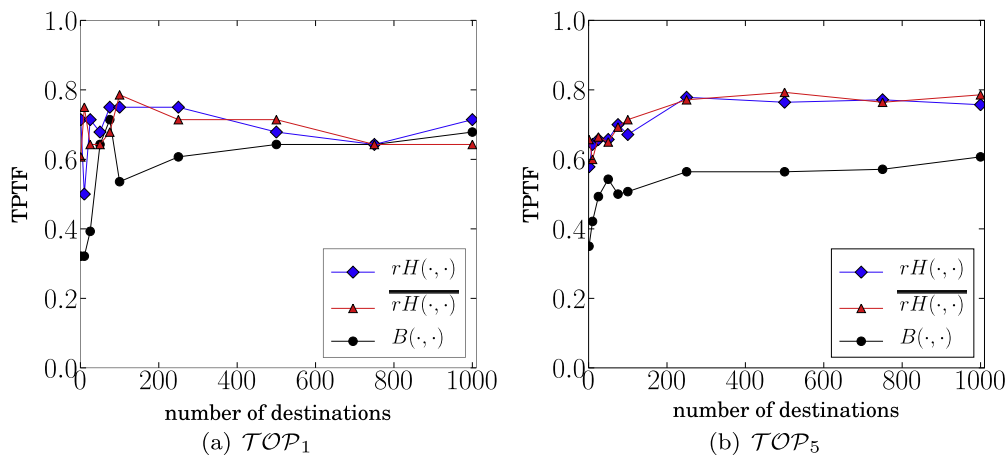 1.0
0.8
0.6
0.4
0.2
0.0
TPTF
0 200 400 600 800 1000
number of destinations
rH(·,·)
\overline{rH(·,·)}
B(·,·)
(a) 𝒯𝒪𝒫₁
1.0
0.8
0.6
0.4
0.2
0.0
TPTF
0 200 400 600 800 1000
number of destinations
rH(·,·)
\overline{rH(·,·)}
B(·,·)
(b) 𝒯𝒪𝒫₅